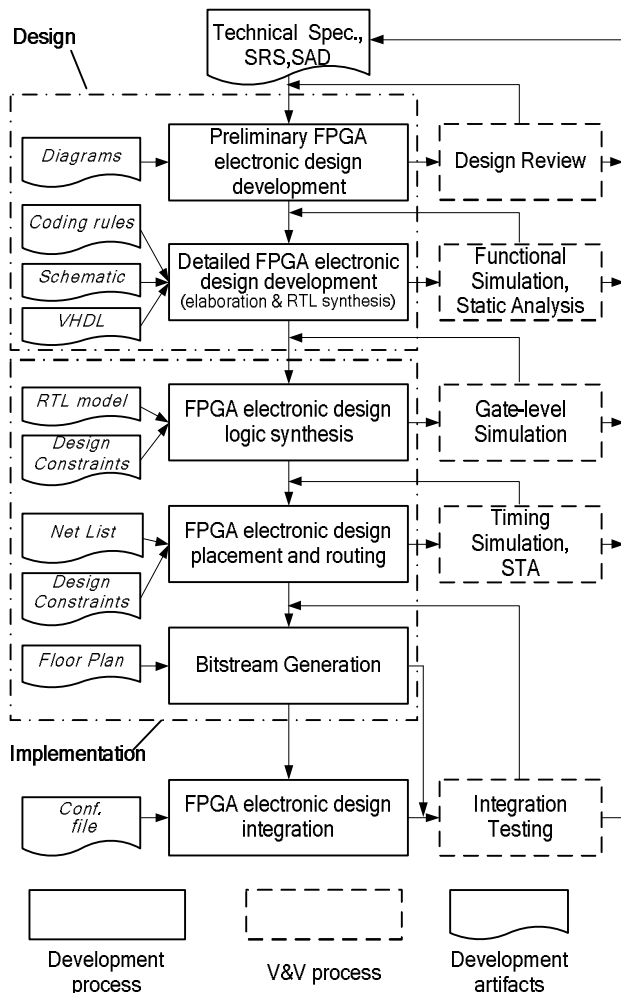 Design
Technical Spec.,
SRS,SAD
Diagrams
Preliminary FPGA
electronic design
development
Design Review
Coding rules
Schematic
VHDL
Detailed FPGA electronic
design development
(elaboration & RTL synthesis)
Functional
Simulation,
Static Analysis
RTL model
Design
Constraints
FPGA electronic design
logic synthesis
Gate-level
Simulation
Net List
Design
Constraints
FPGA electronic design
placement and routing
Timing
Simulation,
STA
Floor Plan
Bitstream Generation
Implementation
Conf.
file
FPGA electronic design
integration
Integration
Testing
Development
process
V&V process
Development
artifacts